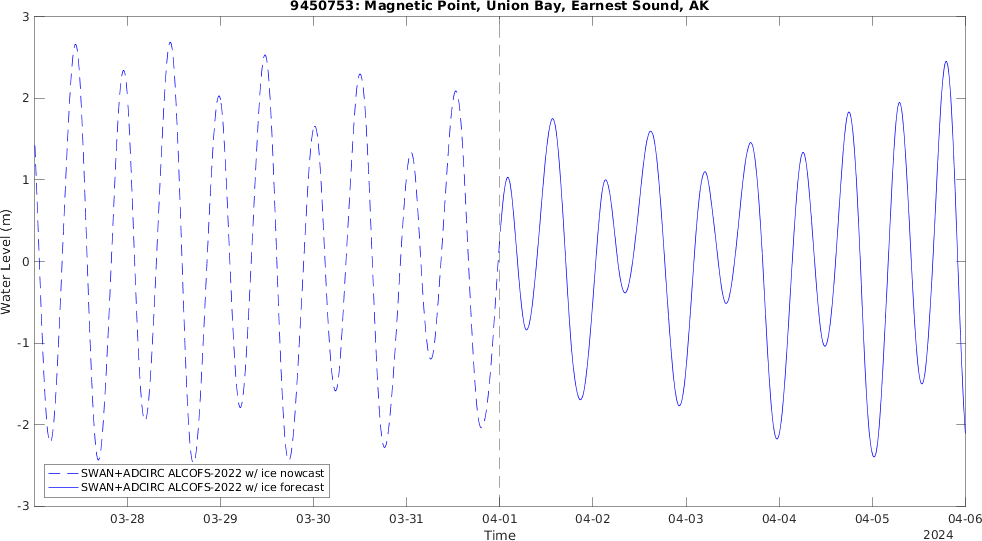 9450753: Magnetic Point, Union Bay, Earnest Sound, AK
3
2
1
0
-1
-2
-3
Water Level (m)
SWAN+ADCIRC ALCOFS-2022 w/ ice nowcast
SWAN+ADCIRC ALCOFS-2022 w/ ice forecast
03-28 03-29 03-30 03-31 04-01 04-02 04-03 04-04 04-05 04-06
Time
2024